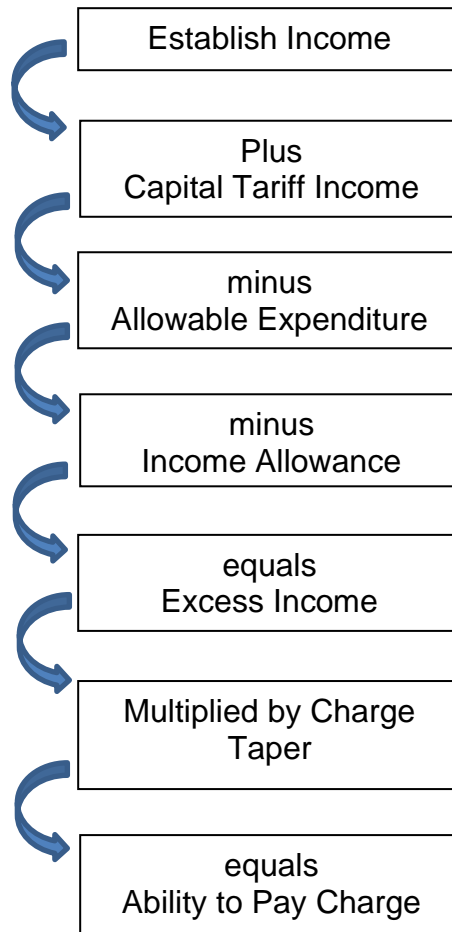 Establish Income
Plus
Capital Tariff Income
minus
Allowable Expenditure
minus
Income Allowance
equals
Excess Income
Multiplied by Charge
Taper
equals
Ability to Pay Charge